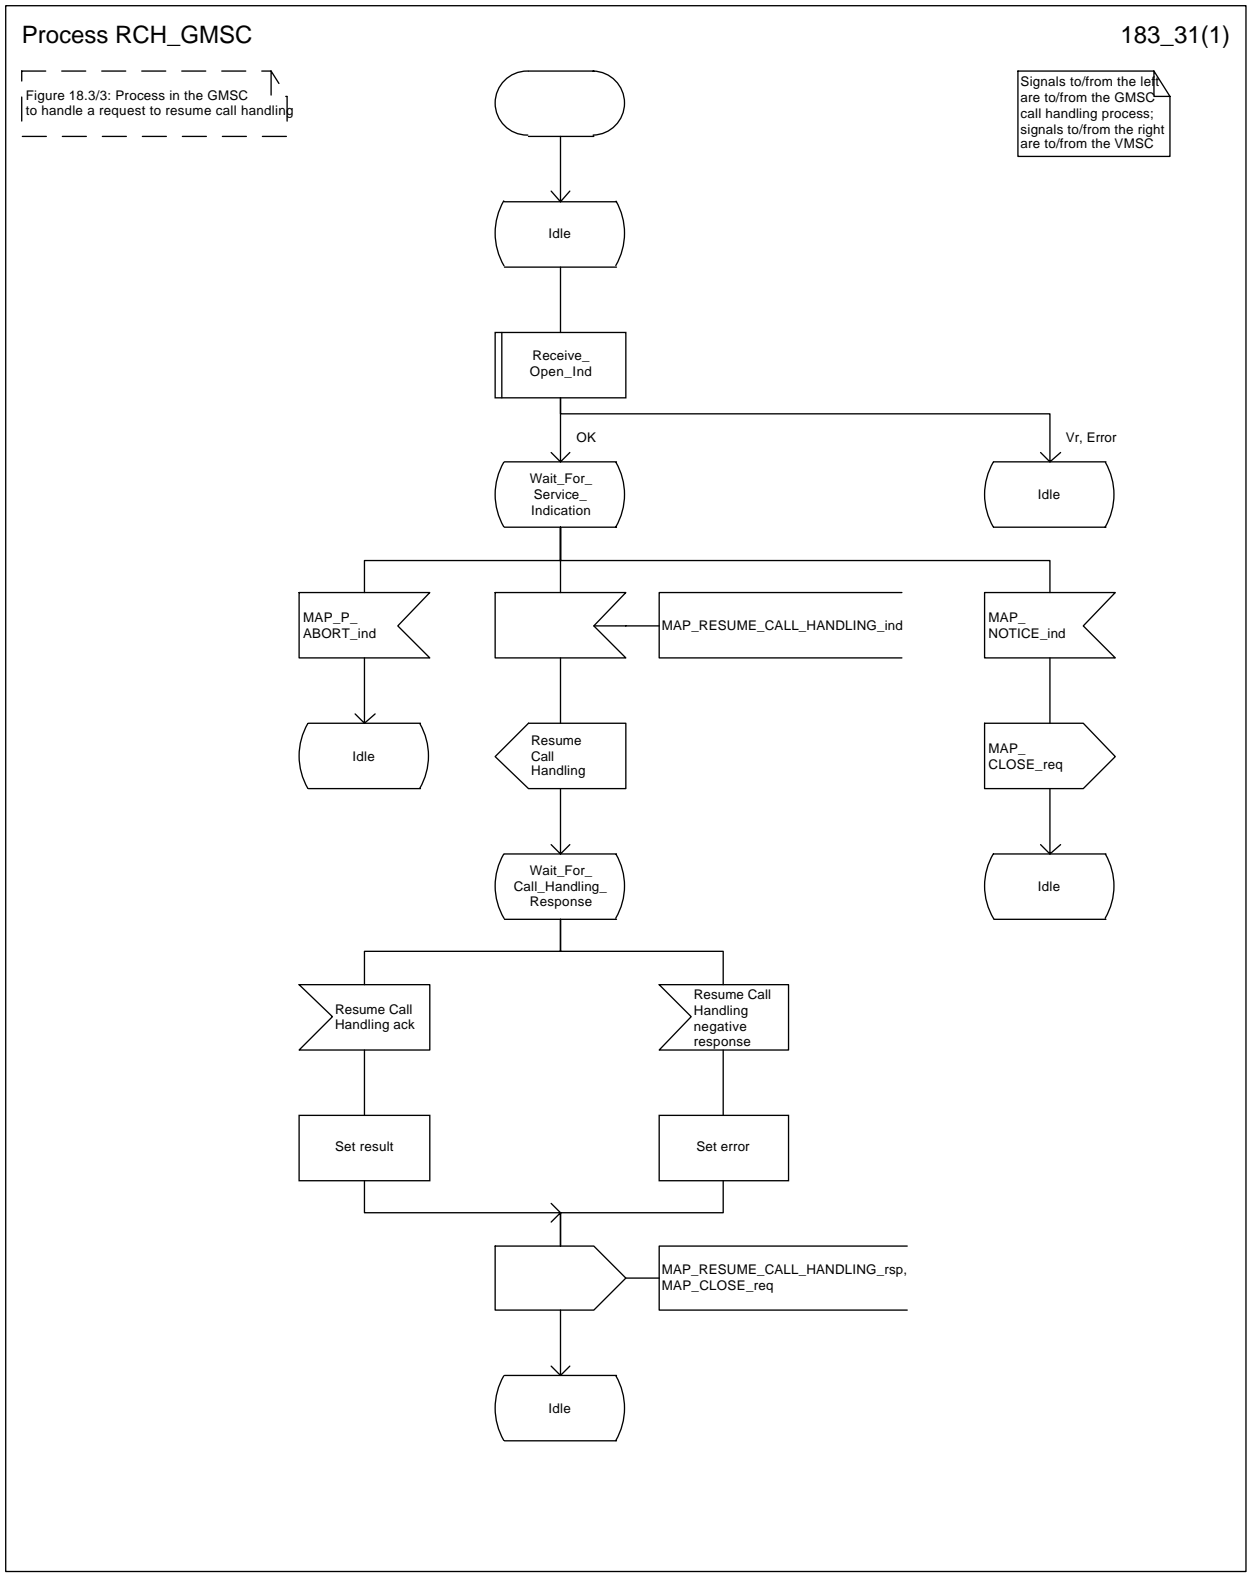 Process RCH_GMSC
183_31(1)
Figure 18.3/3: Process in the GMSC
to handle a request to resume call handling
Signals to/from the left
are to/from the GMSC
call handling process;
signals to/from the right
are to/from the VMSC
Idle
Receive_
Open_Ind
OK
Vr, Error
Wait_For_
Service_
Indication
Idle
MAP_P_
ABORT_ind
MAP_RESUME_CALL_HANDLING_ind
MAP_
NOTICE_ind
Idle
Resume
Call
Handling
MAP_
CLOSE_req
Wait_For_
Call_Handling_
Response
Idle
Resume Call
Handling ack
Resume Call
Handling
negative
response
Set result
Set error
MAP_RESUME_CALL_HANDLING_rsp,
MAP_CLOSE_req
Idle